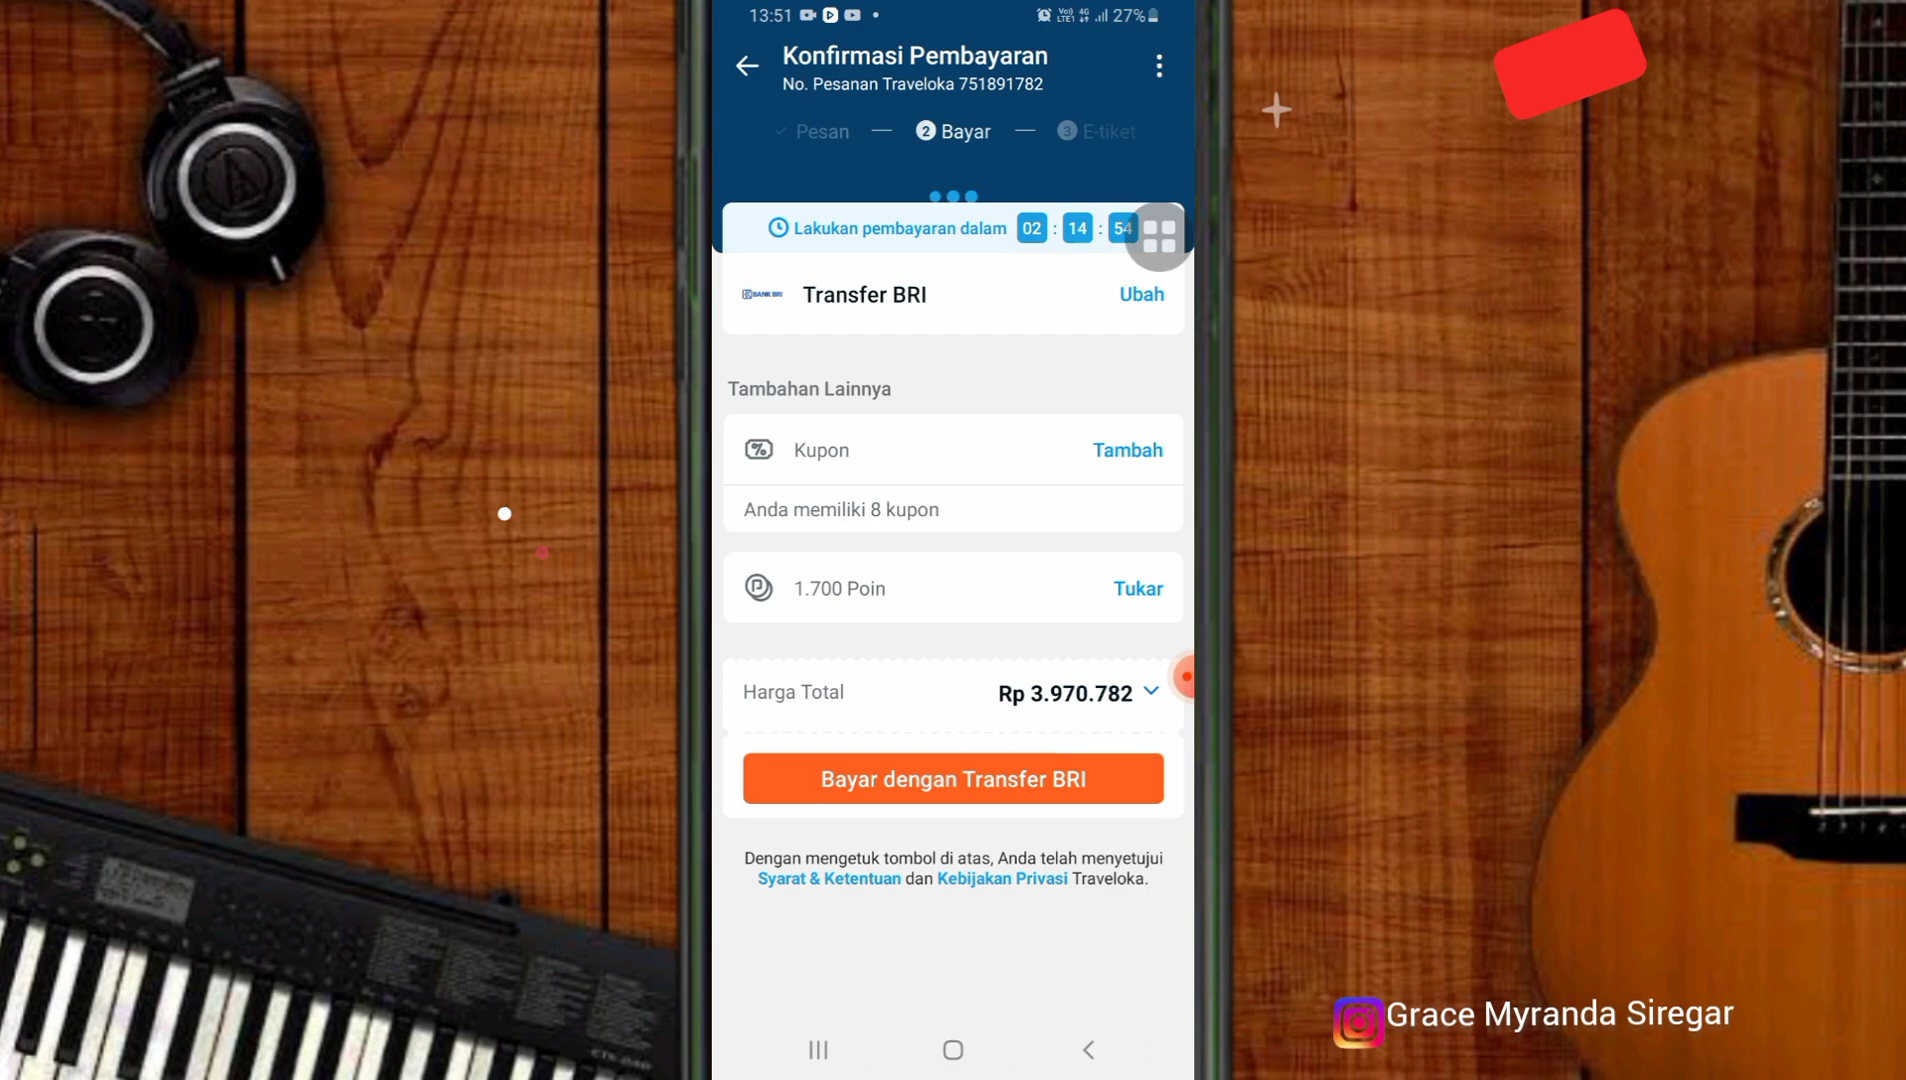 13:51
27%
Konfirmasi Pembayaran
No. Pesanan Traveloka 751891782
Pesan
2 Bayar
3 E-tiket
Lakukan pembayaran dalam 02 : 14 : 54
BANK BRI
Transfer BRI
Ubah
Tambahan Lainnya
Kupon
Tambah
Anda memiliki 8 kupon
1.700 Poin
Tukar
Harga Total
Rp 3.970.782
Bayar dengan Transfer BRI
Dengan mengetuk tombol di atas, Anda telah menyetujui
Syarat & Ketentuan dan Kebijakan Privasi Traveloka.
Grace Myranda Siregar